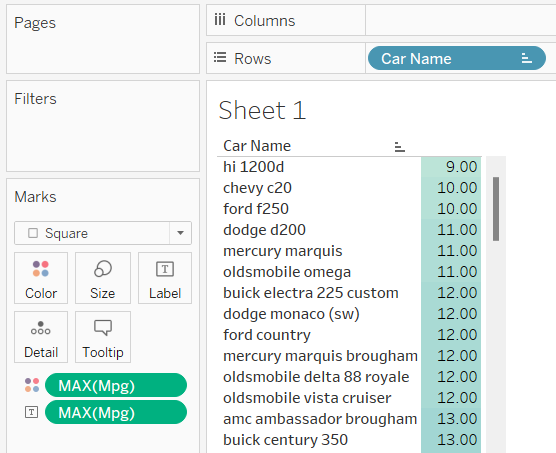 Pages
Columns
Rows
Car Name
Filters
Marks
Square
Color
Size
Label
Detail
Tooltip
MAX(Mpg)
MAX(Mpg)
Sheet 1
Car Name
hi 1200d 9.00
chevy c20 10.00
ford f250 10.00
dodge d200 11.00
mercury marquis 11.00
oldsmobile omega 11.00
buick electra 225 custom 12.00
dodge monaco (sw) 12.00
ford country 12.00
mercury marquis brougham 12.00
oldsmobile delta 88 royale 12.00
oldsmobile vista cruiser 12.00
amc ambassador brougham 13.00
buick century 350 13.00